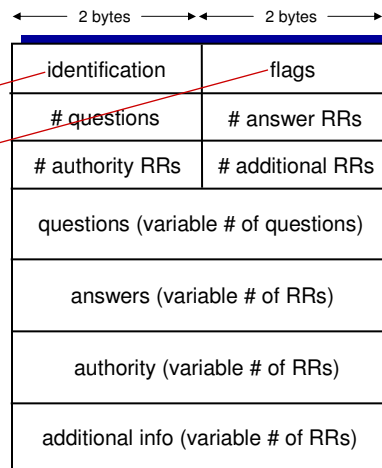 2 bytes 2 bytes
identification flags
# questions # answer RRs
# authority RRs # additional RRs
questions (variable # of questions)
answers (variable # of RRs)
authority (variable # of RRs)
additional info (variable # of RRs)